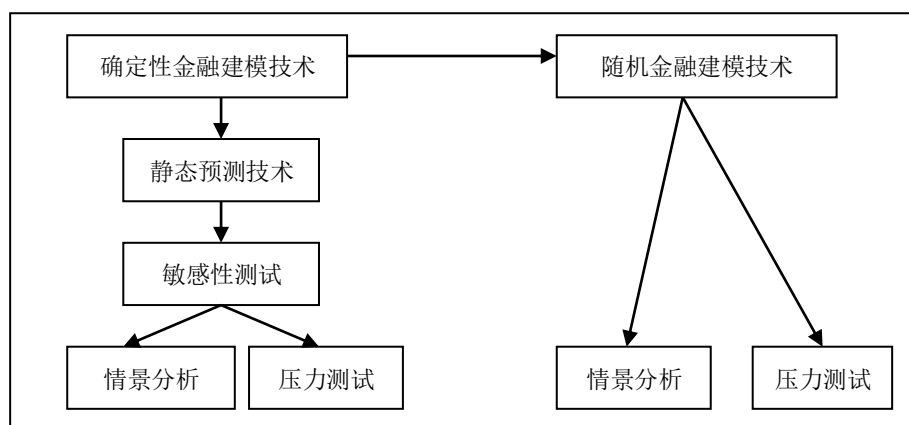 确定性金融建模技术
随机金融建模技术
静态预测技术
敏感性测试
情景分析
压力测试
情景分析
压力测试